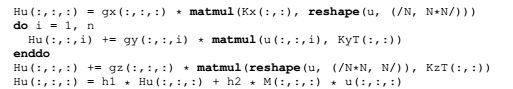 Hu(:,:,:) = gx(:,:,:) * matmul(Kx(:,:), reshape(u, (/N, N*N/)))
do i = 1, n
  Hu(:,:,i) += gy(:,:,i) * matmul(u(:,:,i), KyT(:,:))
enddo
Hu(:,:,:) += gz(:,:,:) * matmul(reshape(u, (/N*N, N/)), KzT(:,:))
Hu(:,:,:) = h1 * Hu(:,:,:) + h2 * M(:,:,:) * u(:,:,:)